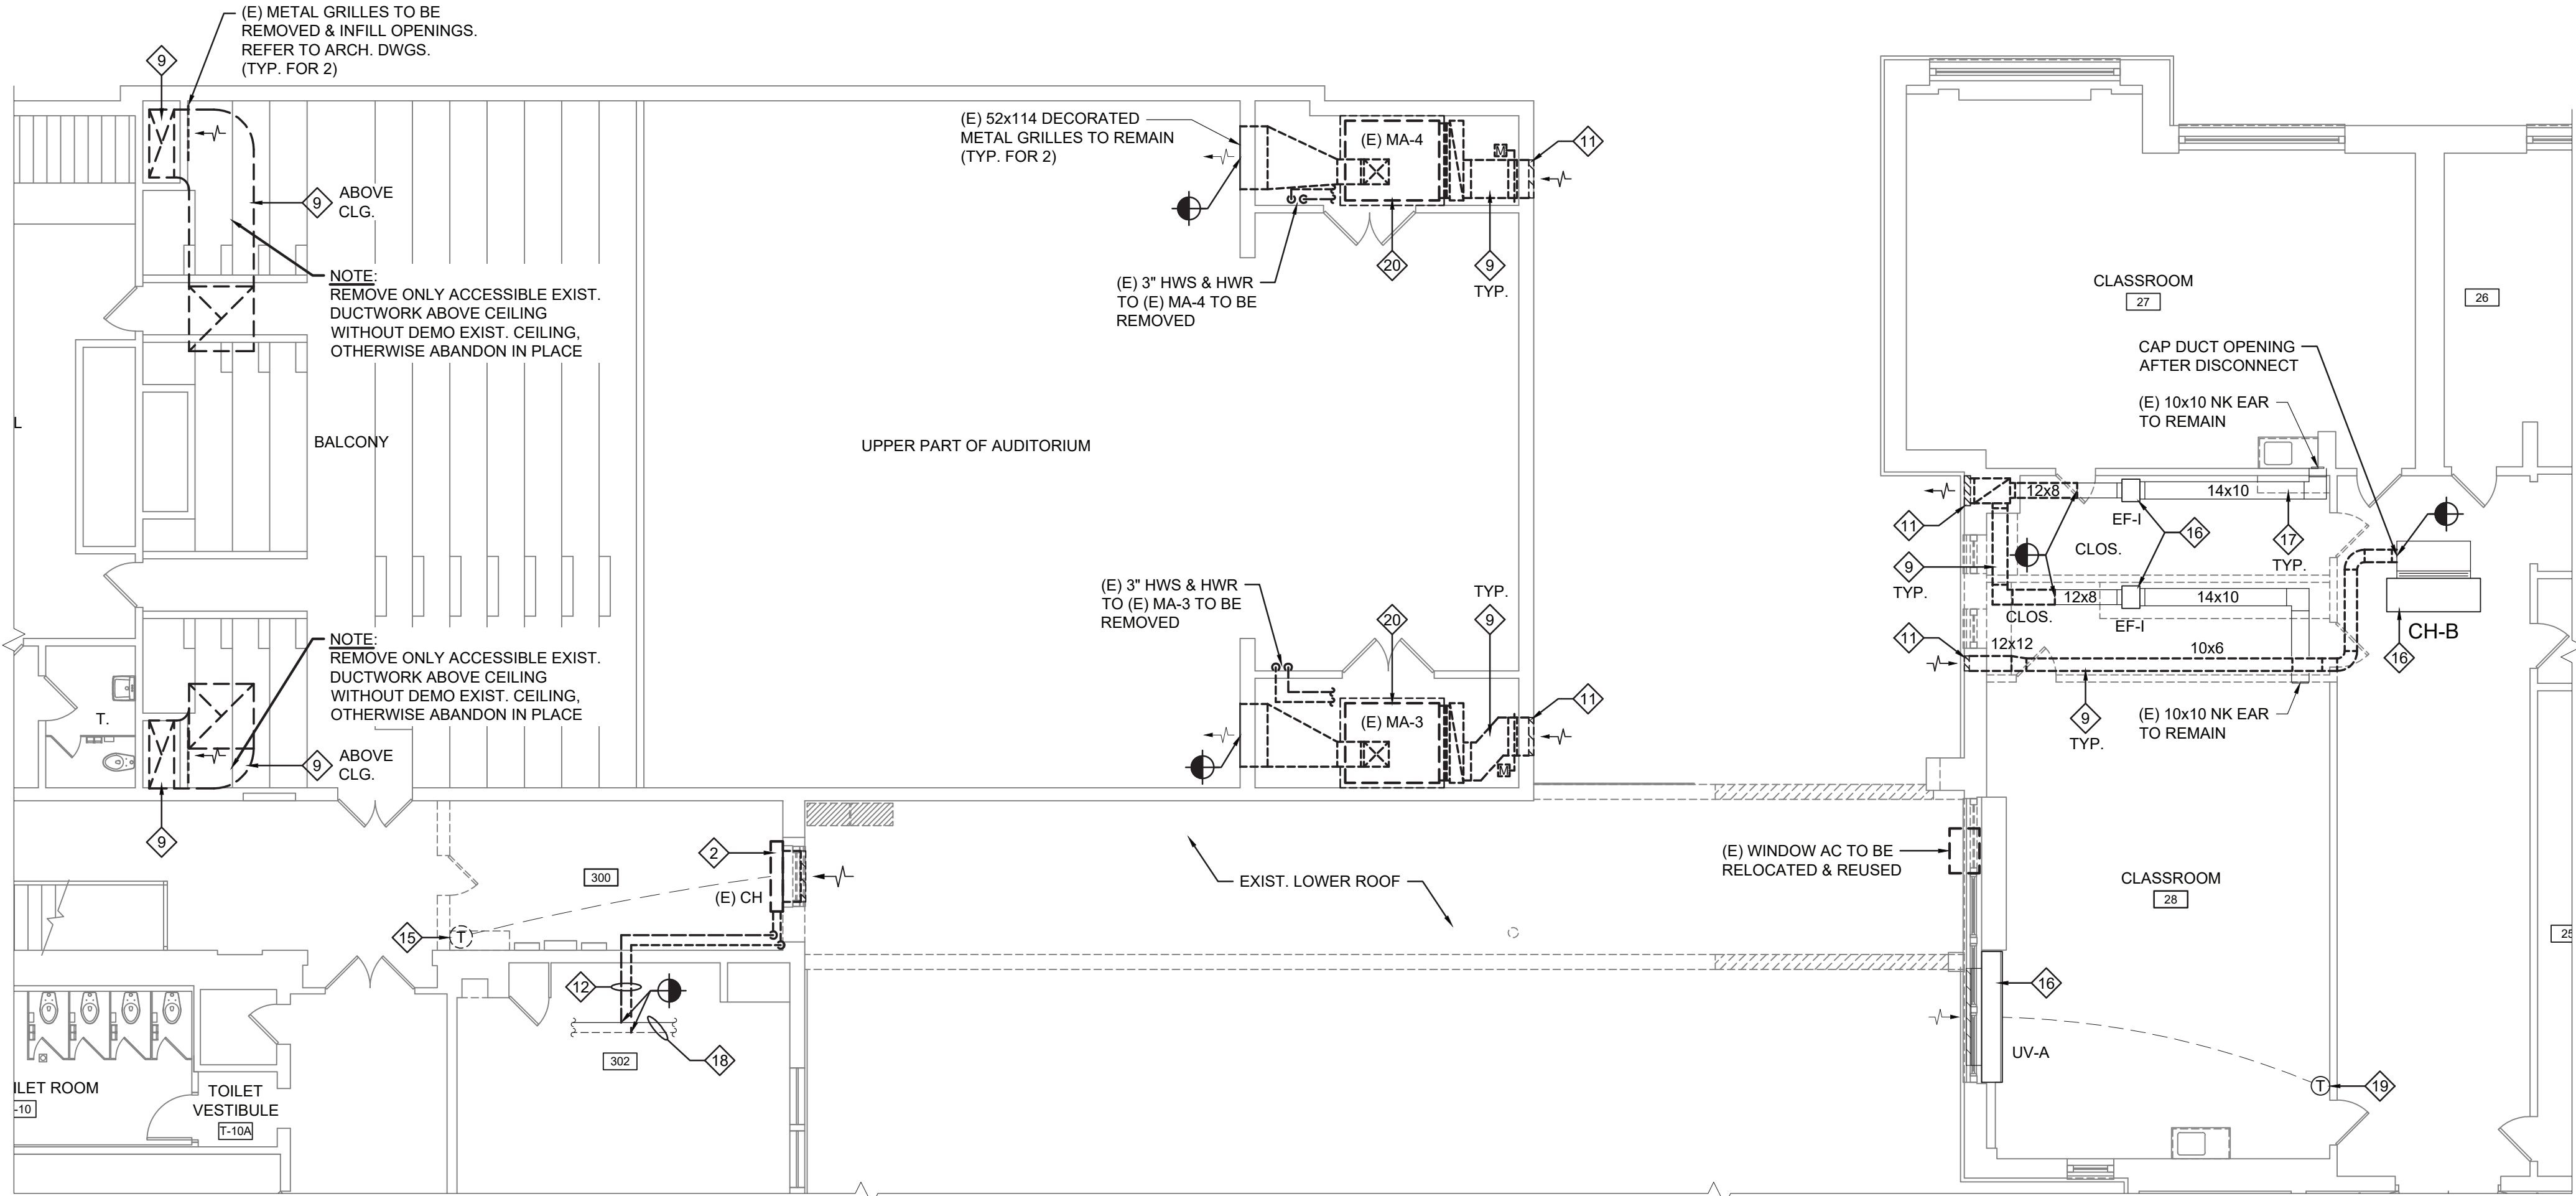 (E) METAL GRILLES TO BE
REMOVED & INFILL OPENINGS.
REFER TO ARCH. DWGS.
(TYP. FOR 2)
9
9
ABOVE
CLG.
NOTE:
REMOVE ONLY ACCESSIBLE EXIST.
DUCTWORK ABOVE CEILING
WITHOUT DEMO EXIST. CEILING,
OTHERWISE ABANDON IN PLACE
L
BALCONY
UPPER PART OF AUDITORIUM
(E) 52x114 DECORATED
METAL GRILLES TO REMAIN
(TYP. FOR 2)
(E) MA-4
M
11
20
9
TYP.
(E) 3" HWS & HWR
TO (E) MA-4 TO BE
REMOVED
(E) 3" HWS & HWR
TO (E) MA-3 TO BE
REMOVED
TYP.
20
9
(E) MA-3
M
11
NOTE:
REMOVE ONLY ACCESSIBLE EXIST.
DUCTWORK ABOVE CEILING
WITHOUT DEMO EXIST. CEILING,
OTHERWISE ABANDON IN PLACE
T.
9
ABOVE
CLG.
9
2
300
(E) CH
15
T
12
18
302
ILET ROOM
-10
TOILET
VESTIBULE
T-10A
EXIST. LOWER ROOF
CLASSROOM
27
26
CAP DUCT OPENING
AFTER DISCONNECT
(E) 10x10 NK EAR
TO REMAIN
12x8
14x10
11
EF-I
16
17
TYP.
CLOS.
9
TYP.
12x8
14x10
CLOS.
EF-I
CH-B
16
11
12x12
10x6
9
TYP.
(E) 10x10 NK EAR
TO REMAIN
(E) WINDOW AC TO BE
RELOCATED & REUSED
CLASSROOM
28
25
16
UV-A
T
19